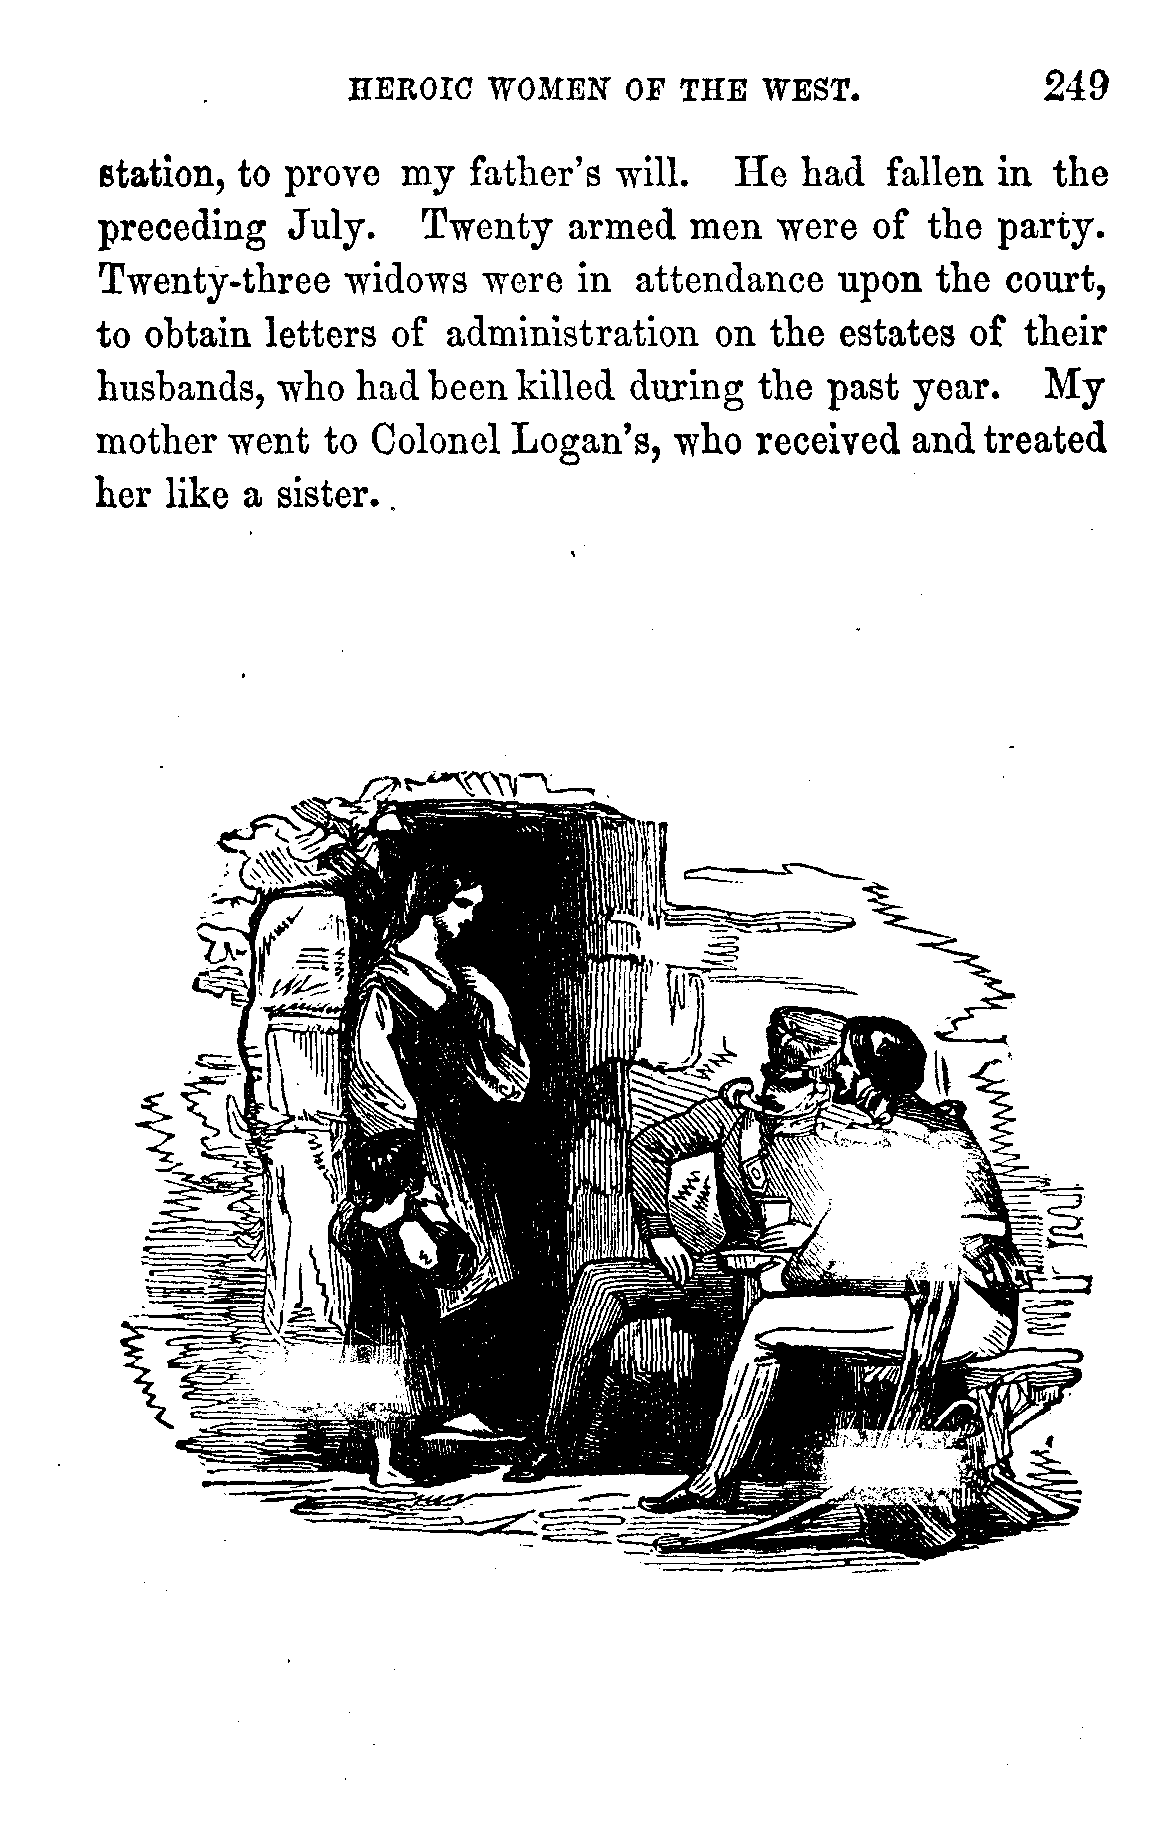 HEROIC WOMEN OF THE WEST. 249
station, to prove my father's will. He had fallen in the
preceding July. Twenty armed men were of the party.
Twenty-three widows were in attendance upon the court,
to obtain letters of administration on the estates of their
husbands, who had been killed during the past year. My
mother went to Colonel Logan's, who received and treated
her like a sister.